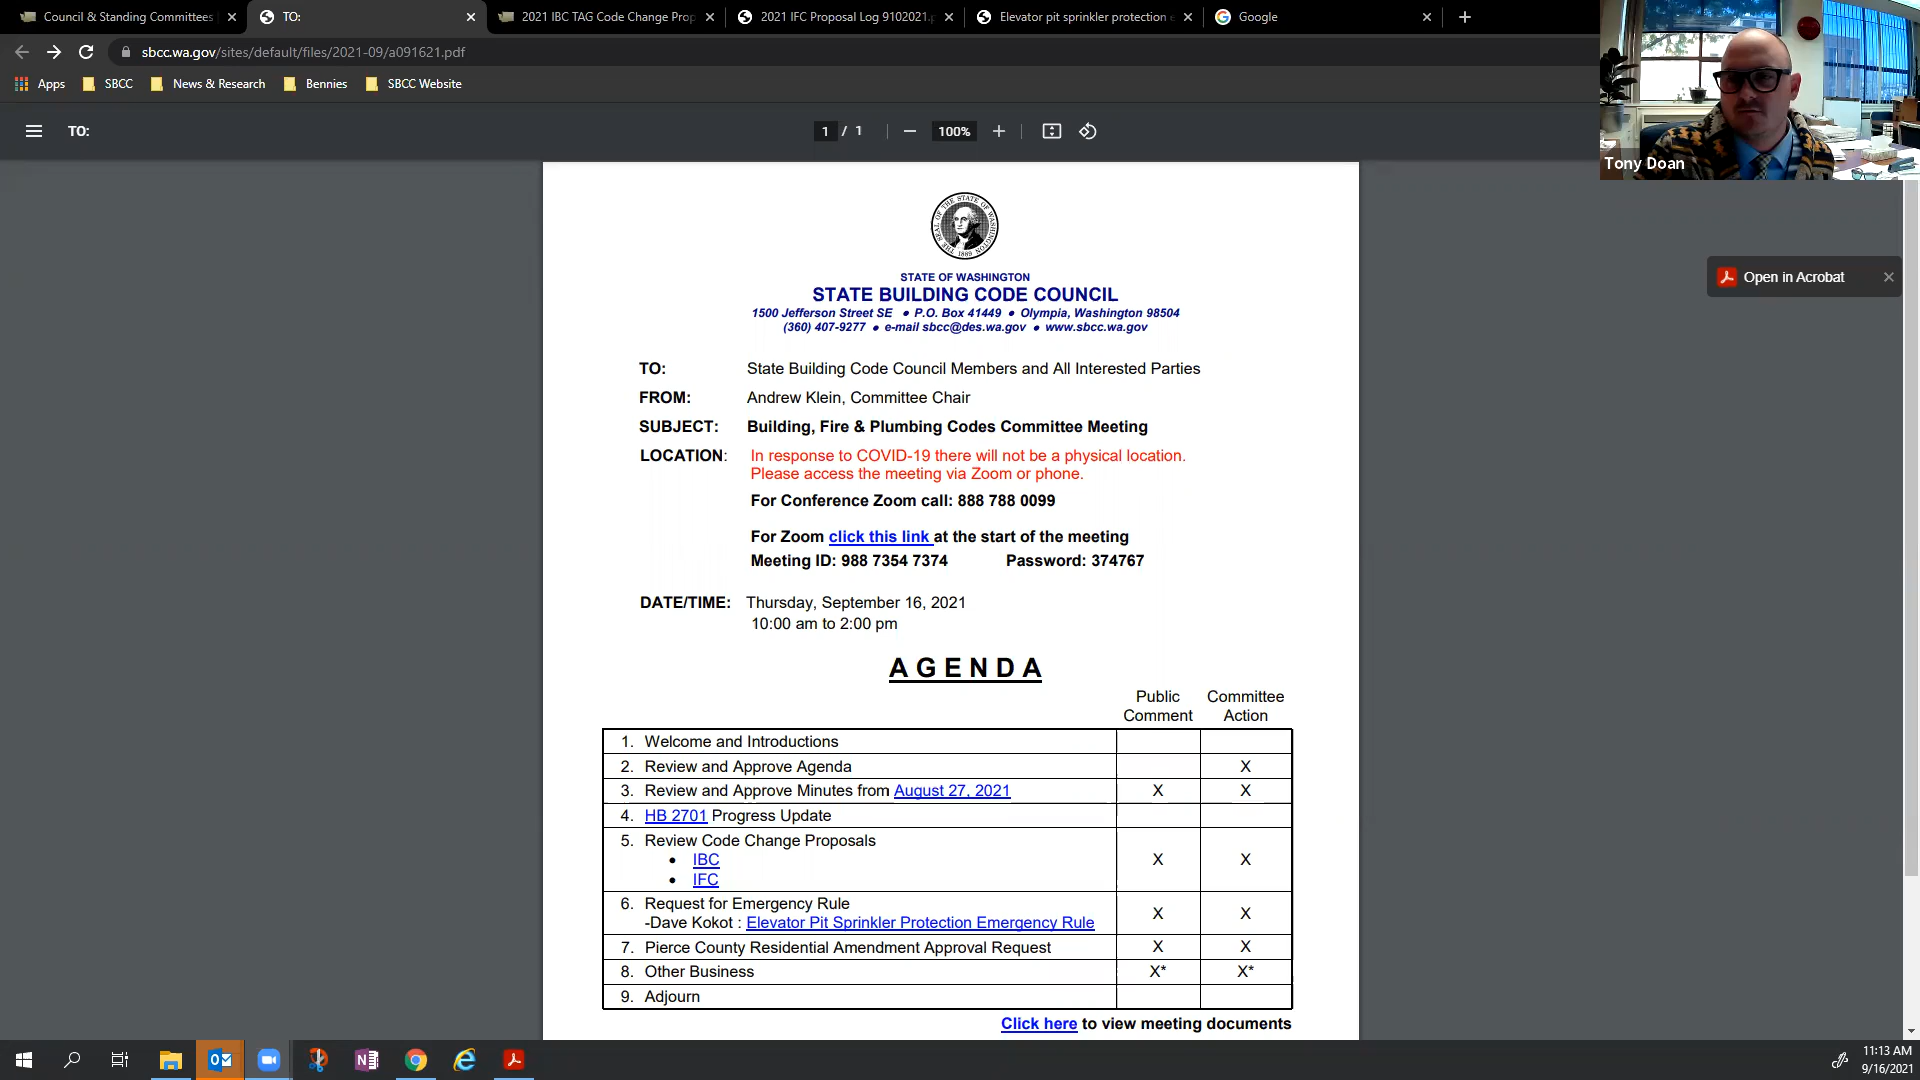 Council & Standing Committees
TO:
2021 IBC TAG Code Change Prop
2021 IFC Proposal Log 9102021.p
Elevator pit sprinkler protection e
Google
sbcc.wa.gov/sites/default/files/2021-09/a091621.pdf
Apps
SBCC
News & Research
Bennies
SBCC Website
TO:
1 / 1
100%
Tony Doan
Open in Acrobat
THE SEAL OF THE STATE OF WASHINGTON
1889
STATE OF WASHINGTON
STATE BUILDING CODE COUNCIL
1500 Jefferson Street SE • P.O. Box 41449 • Olympia, Washington 98504
(360) 407-9277 • e-mail sbcc@des.wa.gov • www.sbcc.wa.gov
TO: State Building Code Council Members and All Interested Parties
FROM: Andrew Klein, Committee Chair
SUBJECT: Building, Fire & Plumbing Codes Committee Meeting
LOCATION: In response to COVID-19 there will not be a physical location.
Please access the meeting via Zoom or phone.
For Conference Zoom call: 888 788 0099
For Zoom click this link at the start of the meeting
Meeting ID: 988 7354 7374 Password: 374767
DATE/TIME: Thursday, September 16, 2021
10:00 am to 2:00 pm
AGENDA
Public Committee
Comment Action
1. Welcome and Introductions
2. Review and Approve Agenda X
3. Review and Approve Minutes from August 27, 2021 X X
4. HB 2701 Progress Update
5. Review Code Change Proposals
• IBC X X
• IFC
6. Request for Emergency Rule X X
-Dave Kokot : Elevator Pit Sprinkler Protection Emergency Rule
7. Pierce County Residential Amendment Approval Request X X
8. Other Business X* X*
9. Adjourn
Click here to view meeting documents
11:13 AM
9/16/2021